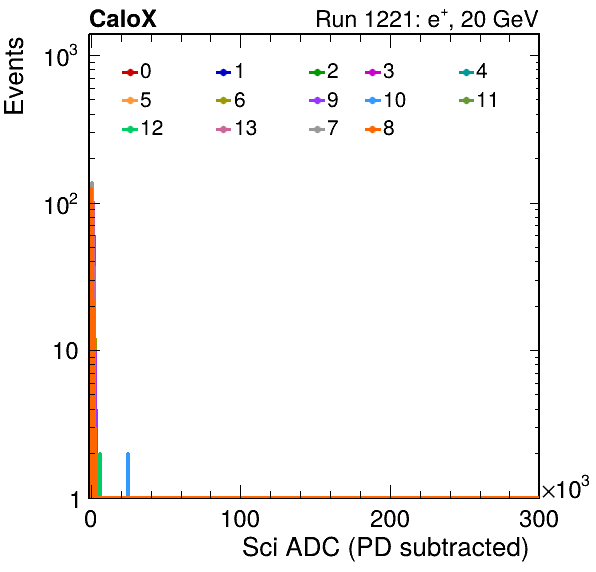 CaloX Run 1221: e⁺, 20 GeV
Events
10³
10²
10
1
0 1 2 3 4
5 6 9 10 11
12 13 7 8
0 100 200 300
×10³
Sci ADC (PD subtracted)